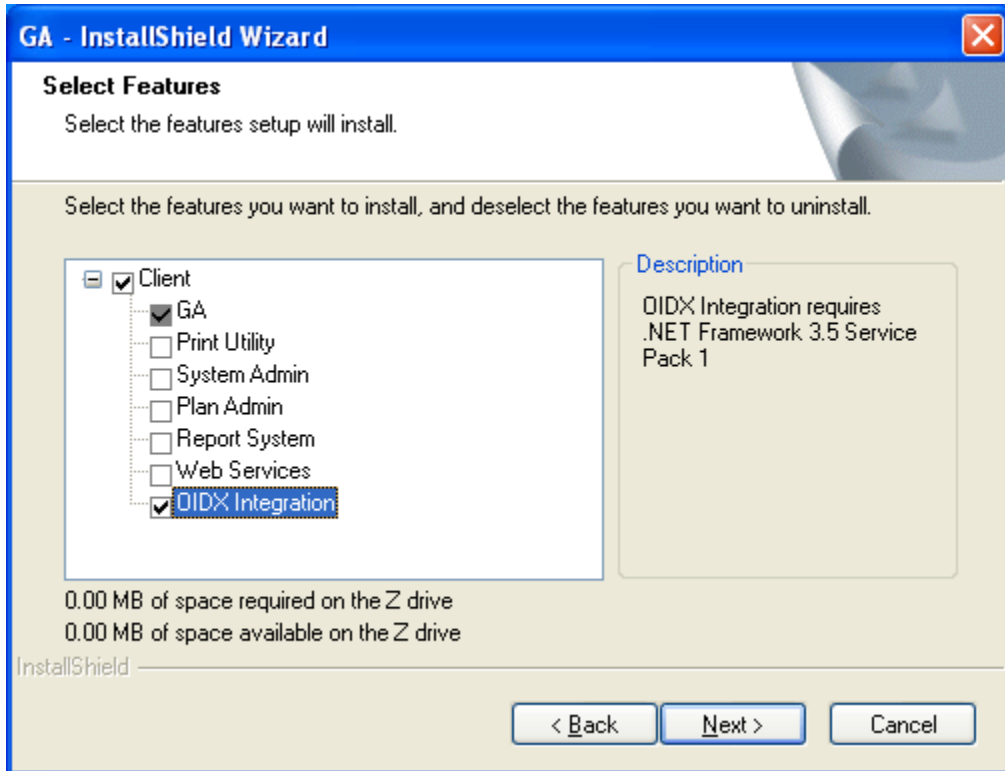 GA - InstallShield Wizard
Select Features
Select the features setup will install.
Select the features you want to install, and deselect the features you want to uninstall.
Client
GA
Print Utility
System Admin
Plan Admin
Report System
Web Services
OIDX Integration
Description
OIDX Integration requires
.NET Framework 3.5 Service
Pack 1
0.00 MB of space required on the Z drive
0.00 MB of space available on the Z drive
InstallShield
< Back
Next >
Cancel